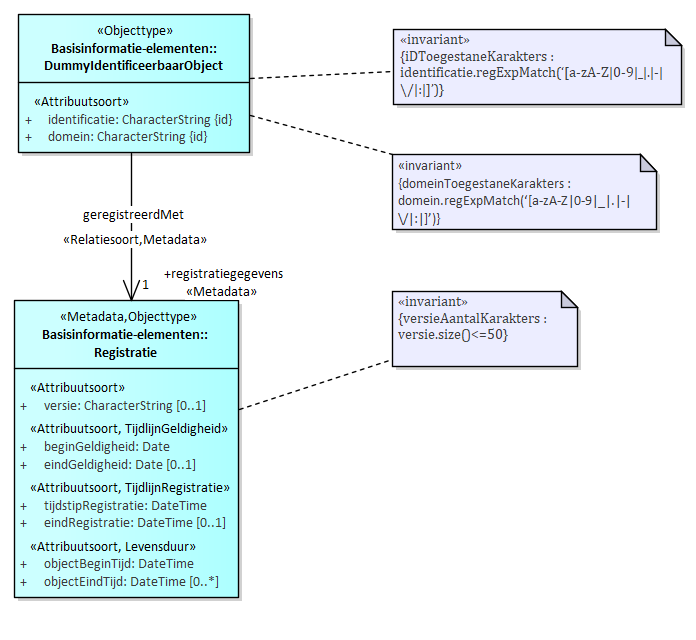 «Objecttype»
Basisinformatie-elementen::
DummyIdentificeerbaarObject
«Attribuutsoort»
+ identificatie: CharacterString {id}
+ domein: CharacterString {id}
«invariant»
{iDToegestaneKarakters :
identificatie.regExpMatch(‘[a-zA-Z|0-9|_|.|-|
\/|:|]’)}
«invariant»
{domeinToegestaneKarakters :
domein.regExpMatch(‘[a-zA-Z|0-9|_|.|-|
\/|:|]’)}
geregistreerdMet
«Relatiesoort,Metadata»
1
+registratiegegevens
«Metadata»
«Metadata,Objecttype»
Basisinformatie-elementen::
Registratie
«Attribuutsoort»
+ versie: CharacterString [0..1]
«Attribuutsoort, TijdlijnGeldigheid»
+ beginGeldigheid: Date
+ eindGeldigheid: Date [0..1]
«Attribuutsoort, TijdlijnRegistratie»
+ tijdstipRegistratie: DateTime
+ eindRegistratie: DateTime [0..1]
«Attribuutsoort, Levensduur»
+ objectBeginTijd: DateTime
+ objectEindTijd: DateTime [0..*]
«invariant»
{versieAantalKarakters :
versie.size()<=50}